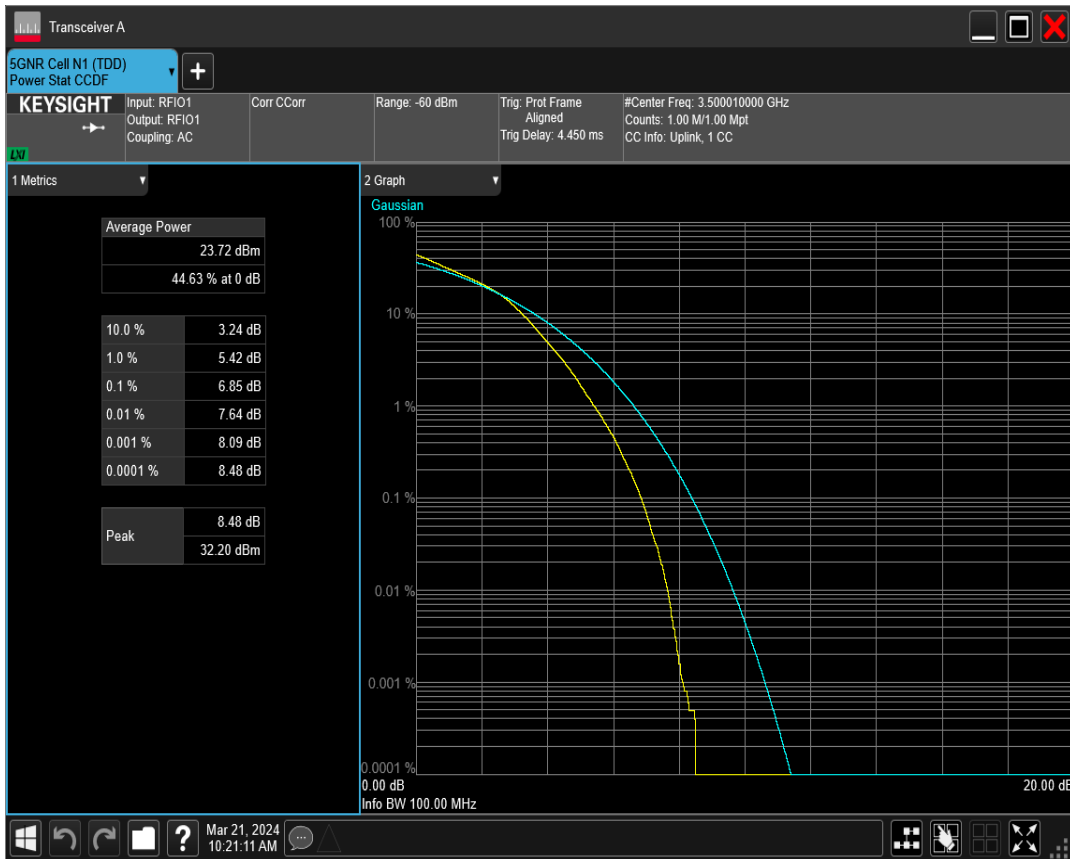 Transceiver A
5GNR Cell N1 (TDD)
Power Stat CCDF
+
KEYSIGHT
LXI
Input: RFIO1
Output: RFIO1
Coupling: AC
Corr CCorr
Range: -60 dBm
Trig: Prot Frame
Aligned
Trig Delay: 4.450 ms
#Center Freq: 3.500010000 GHz
Counts: 1.00 M/1.00 Mpt
CC Info: Uplink, 1 CC
1 Metrics
Average Power
23.72 dBm
44.63 % at 0 dB
10.0 % 3.24 dB
1.0 % 5.42 dB
0.1 % 6.85 dB
0.01 % 7.64 dB
0.001 % 8.09 dB
0.0001 % 8.48 dB
Peak
8.48 dB
32.20 dBm
2 Graph
Gaussian
100 %
10 %
1 %
0.1 %
0.01 %
0.001 %
0.0001 %
0.00 dB 20.00 dB
Info BW 100.00 MHz
?
Mar 21, 2024
10:21:11 AM